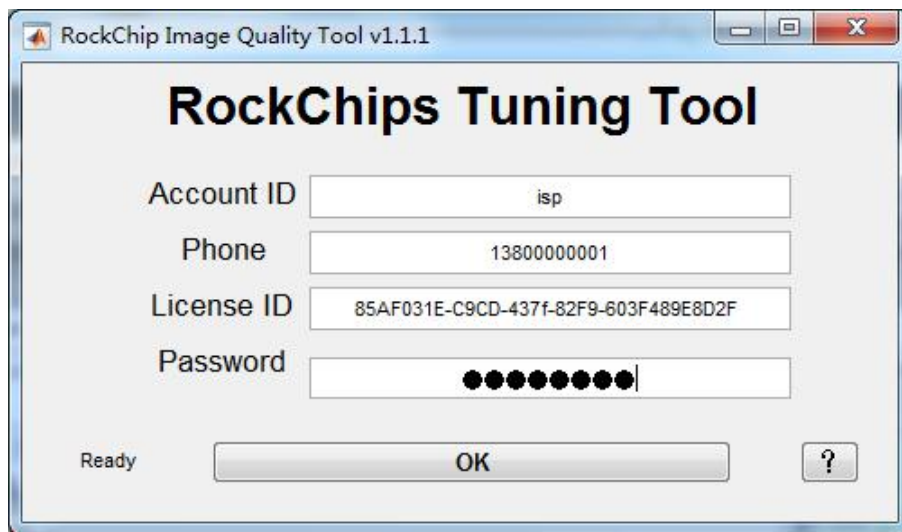 RockChip Image Quality Tool v1.1.1
RockChips Tuning Tool
Account ID isp
Phone 13800000001
License ID 85AF031E-C9CD-437f-82F9-603F489E8D2F
Password ●●●●●●●●
Ready OK ?